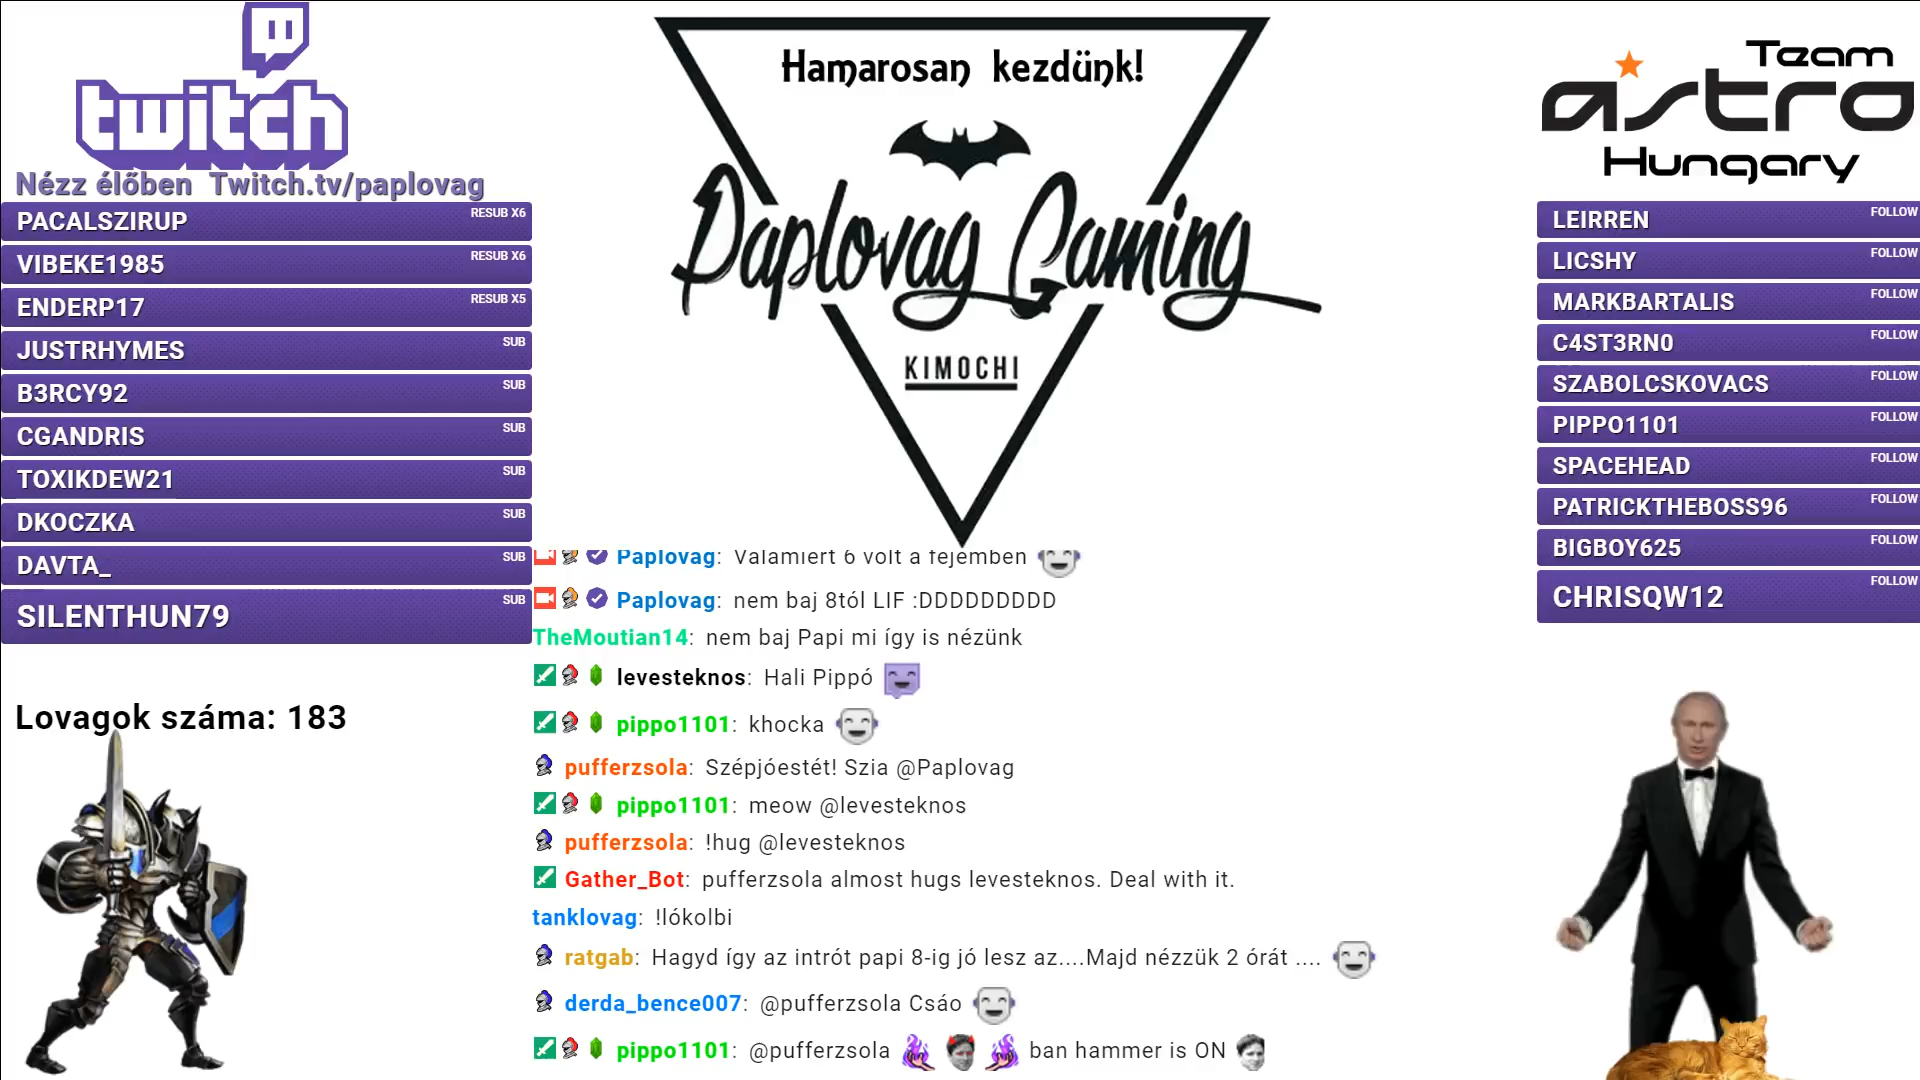 twitch
Nézz élőben Twitch.tv/paplovag
PACALSZIRUP RESUB X6
VIBEKE1985 RESUB X6
ENDERP17 RESUB X5
JUSTRHYMES SUB
B3RCY92 SUB
CGANDRIS SUB
TOXIKDEW21 SUB
DKOCZKA SUB
DAVTA_ SUB
SILENTHUN79 SUB
Lovagok száma: 183
Hamarosan kezdünk!
Paplovag Gaming
KIMOCHI
Paplovag: Valamiért 6 volt a fejemben
Paplovag: nem baj 8tól LIF :DDDDDDDDD
TheMoutian14: nem baj Papi mi így is nézünk
levesteknos: Hali Pippó
pippo1101: khocka
pufferzsola: Szépjóestét! Szia @Paplovag
pippo1101: meow @levesteknos
pufferzsola: !hug @levesteknos
Gather_Bot: pufferzsola almost hugs levesteknos. Deal with it.
tanklovag: !lókolbi
ratgab: Hagyd így az intrót papi 8-ig jó lesz az....Majd nézzük 2 órát ....
derda_bence007: @pufferzsola Csáo
pippo1101: @pufferzsola ban hammer is ON
Team
astro
Hungary
LEIRREN FOLLOW
LICSHY FOLLOW
MARKBARTALIS FOLLOW
C4ST3RN0 FOLLOW
SZABOLCSKOVACS FOLLOW
PIPPO1101 FOLLOW
SPACEHEAD FOLLOW
PATRICKTHEBOSS96 FOLLOW
BIGBOY625 FOLLOW
CHRISQW12 FOLLOW